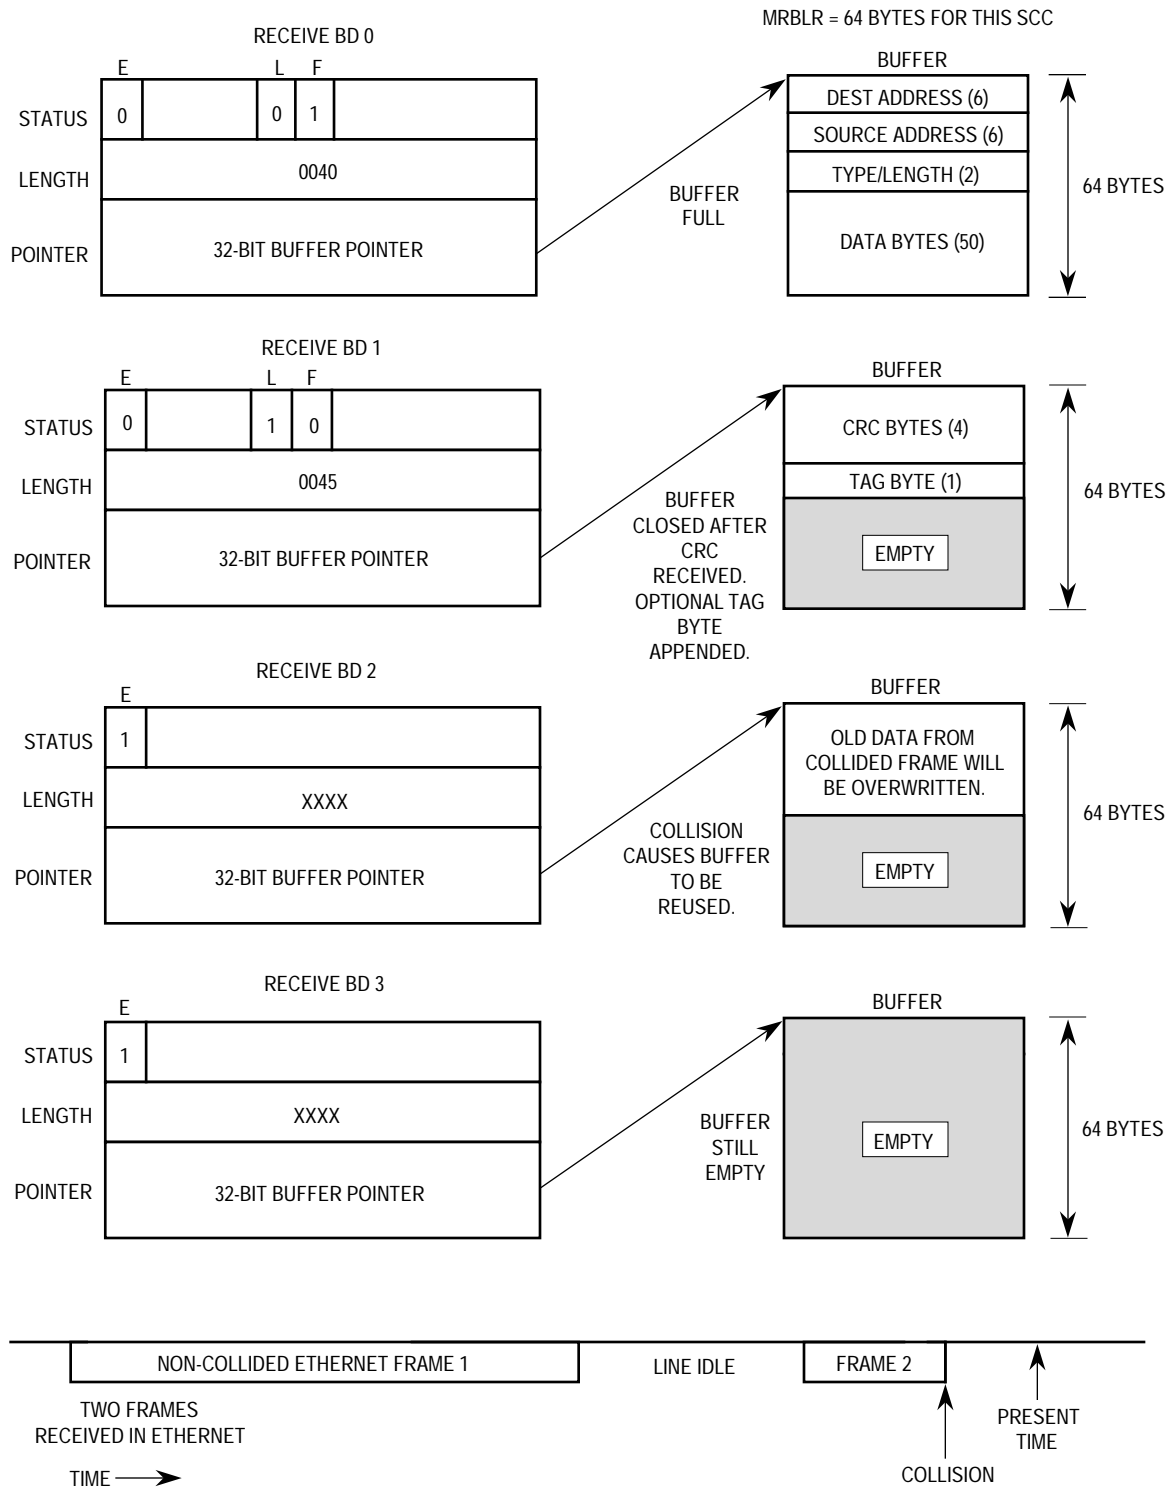 MRBLR = 64 BYTES FOR THIS SCC
RECEIVE BD 0
E L F
STATUS 0 0 1
LENGTH 0040
POINTER 32-BIT BUFFER POINTER
BUFFER
FULL
BUFFER
DEST ADDRESS (6)
SOURCE ADDRESS (6)
TYPE/LENGTH (2)
DATA BYTES (50)
64 BYTES
RECEIVE BD 1
E L F
STATUS 0 1 0
LENGTH 0045
POINTER 32-BIT BUFFER POINTER
BUFFER
CLOSED AFTER
CRC
RECEIVED.
OPTIONAL TAG
BYTE
APPENDED.
BUFFER
CRC BYTES (4)
TAG BYTE (1)
EMPTY
64 BYTES
RECEIVE BD 2
E
STATUS 1
LENGTH XXXX
POINTER 32-BIT BUFFER POINTER
COLLISION
CAUSES BUFFER
TO BE
REUSED.
BUFFER
OLD DATA FROM
COLLIDED FRAME WILL
BE OVERWRITTEN.
EMPTY
64 BYTES
RECEIVE BD 3
E
STATUS 1
LENGTH XXXX
POINTER 32-BIT BUFFER POINTER
BUFFER
STILL
EMPTY
BUFFER
EMPTY
64 BYTES
NON-COLLIDED ETHERNET FRAME 1
LINE IDLE
FRAME 2
TWO FRAMES
RECEIVED IN ETHERNET
TIME
COLLISION
PRESENT
TIME